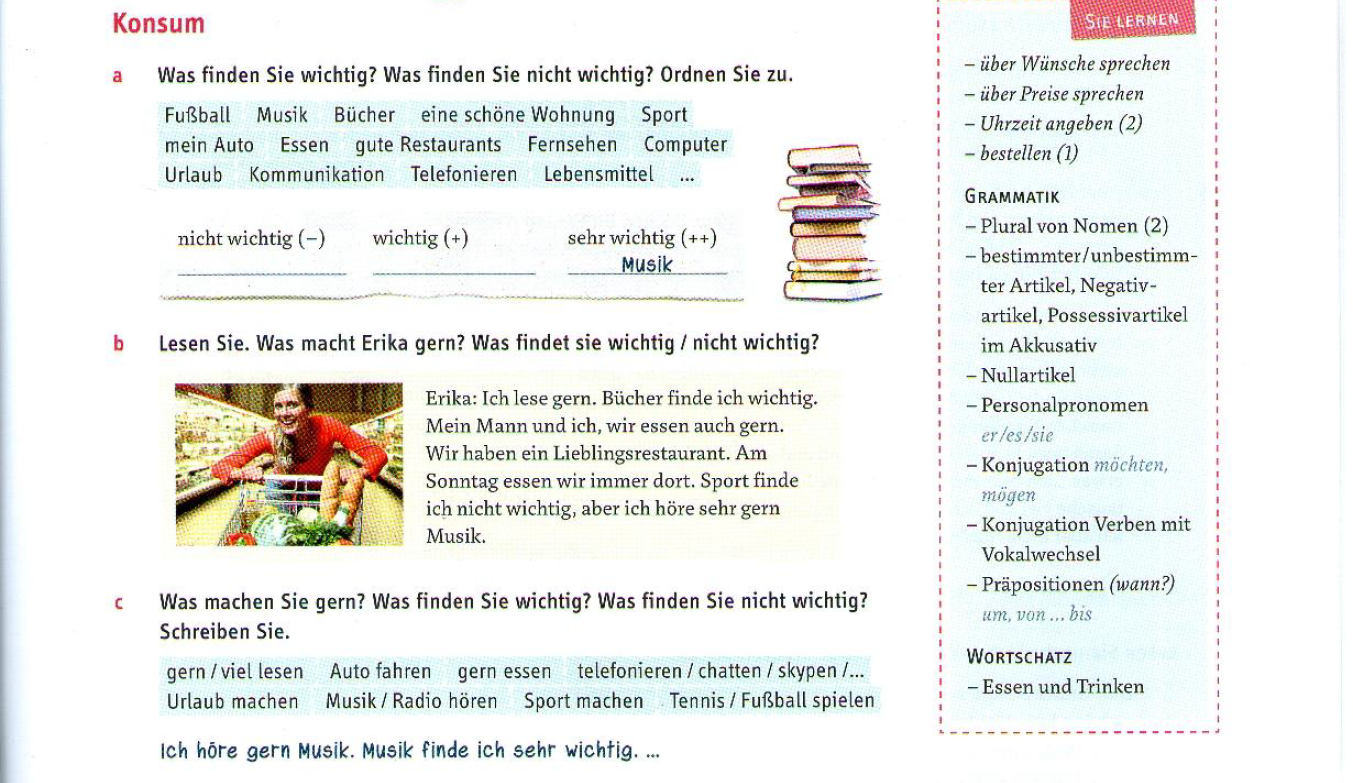 Konsum
a Was finden Sie wichtig? Was finden Sie nicht wichtig? Ordnen Sie zu.
Fußball Musik Bücher eine schöne Wohnung Sport
mein Auto Essen gute Restaurants Fernsehen Computer
Urlaub Kommunikation Telefonieren Lebensmittel ...
nicht wichtig (–) wichtig (+) sehr wichtig (++)
Musik
b Lesen Sie. Was macht Erika gern? Was findet sie wichtig / nicht wichtig?
Erika: Ich lese gern. Bücher finde ich wichtig.
Mein Mann und ich, wir essen auch gern.
Wir haben ein Lieblingsrestaurant. Am
Sonntag essen wir immer dort. Sport finde
ich nicht wichtig, aber ich höre sehr gern
Musik.
c Was machen Sie gern? Was finden Sie wichtig? Was finden Sie nicht wichtig?
Schreiben Sie.
gern / viel lesen Auto fahren gern essen telefonieren / chatten / skypen /...
Urlaub machen Musik / Radio hören Sport machen Tennis / Fußball spielen
Ich höre gern Musik. Musik finde ich sehr wichtig. ...
SIE LERNEN
– über Wünsche sprechen
– über Preise sprechen
– Uhrzeit angeben (2)
– bestellen (1)
GRAMMATIK
– Plural von Nomen (2)
– bestimmter/unbestimm-
ter Artikel, Negativ-
artikel, Possessivartikel
im Akkusativ
– Nullartikel
– Personalpronomen
er/es/sie
– Konjugation möchten,
mögen
– Konjugation Verben mit
Vokalwechsel
– Präpositionen (wann?)
um, von ... bis
WORTSCHATZ
– Essen und Trinken